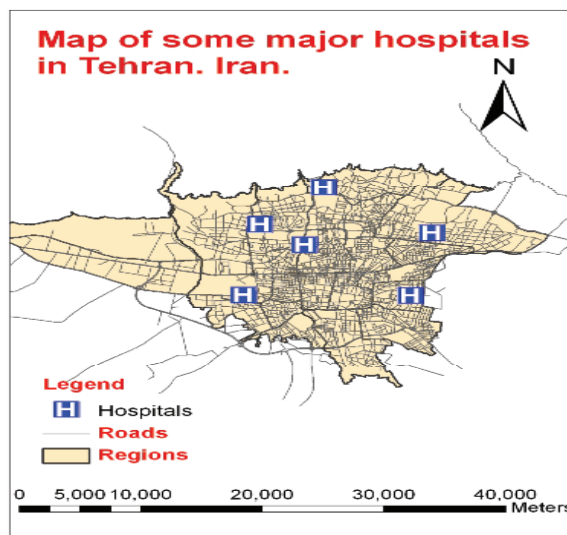 Map of some major hospitals
in Tehran. Iran.
N
H
H
H
H
H
H
Legend
H Hospitals
Roads
Regions
0 5,000 10,000 20,000 30,000 40,000
Meters